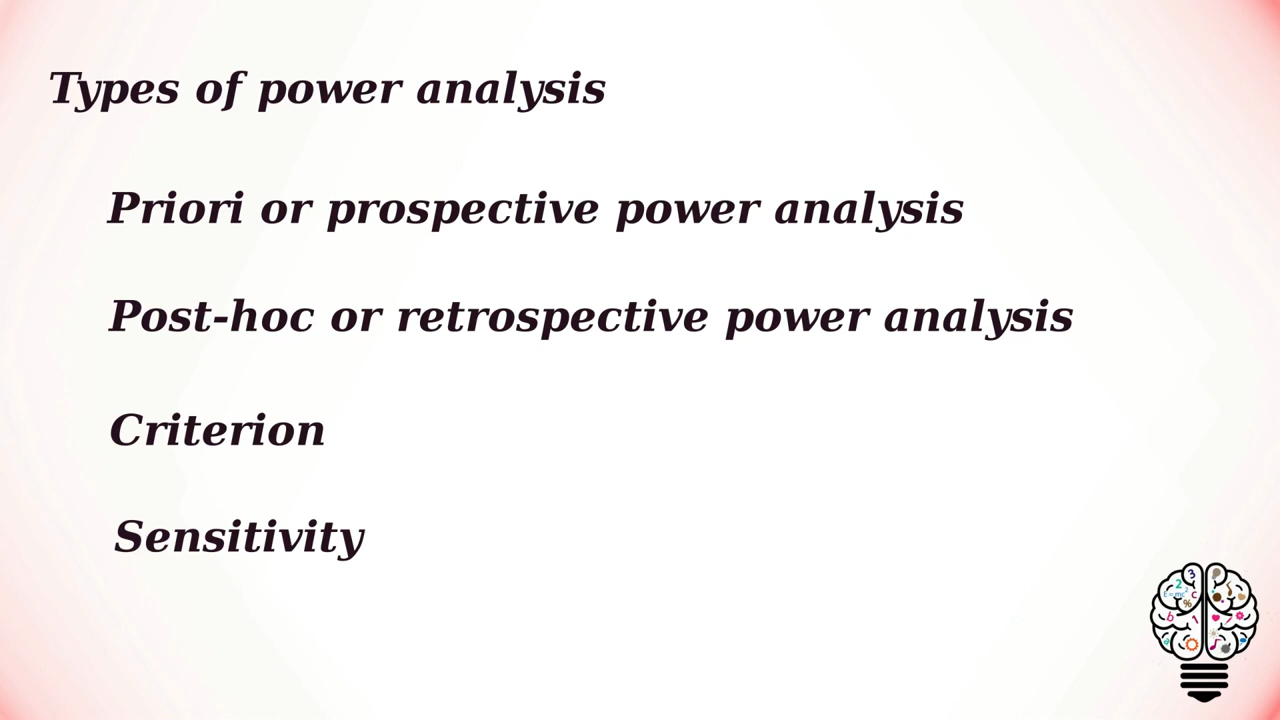 Types of power analysis
Priori or prospective power analysis
Post-hoc or retrospective power analysis
Criterion
Sensitivity